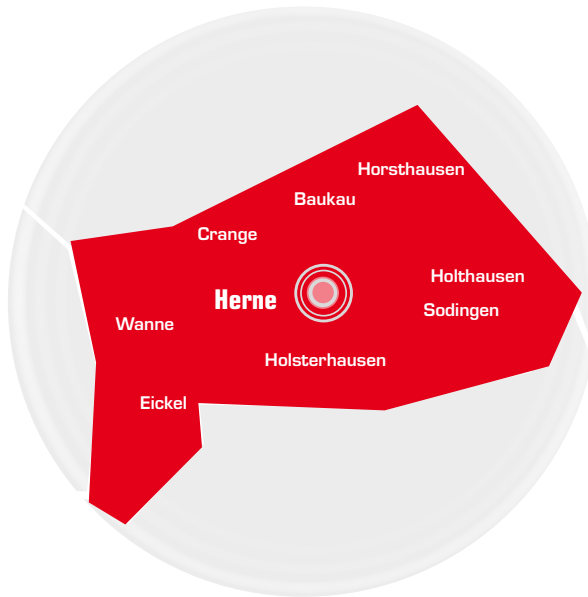 Horsthausen
Baukau
Crange
Holthausen
Herne
Sodingen
Wanne
Holsterhausen
Eickel